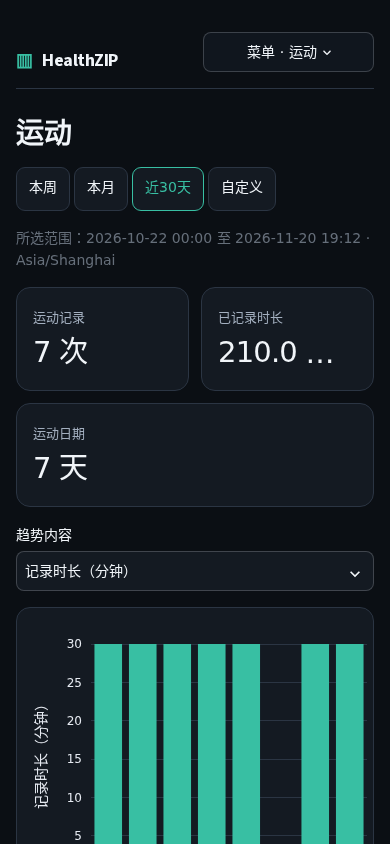 HealthZIP
菜单 · 运动
运动
本周
本月
近30天
自定义
所选范围：2026-10-22 00:00 至 2026-11-20 19:12 ·
Asia/Shanghai
运动记录
7 次
已记录时长
210.0 ...
运动日期
7 天
趋势内容
记录时长（分钟）
30
25
20
15
10
5
记录时长（分钟）